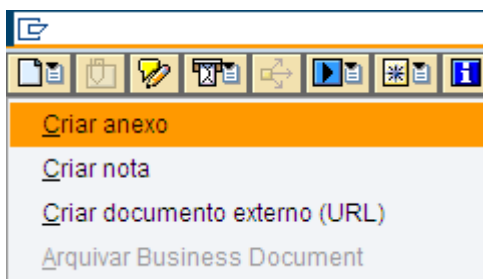 Criar anexo
Criar nota
Criar documento externo (URL)
Arquivar Business Document